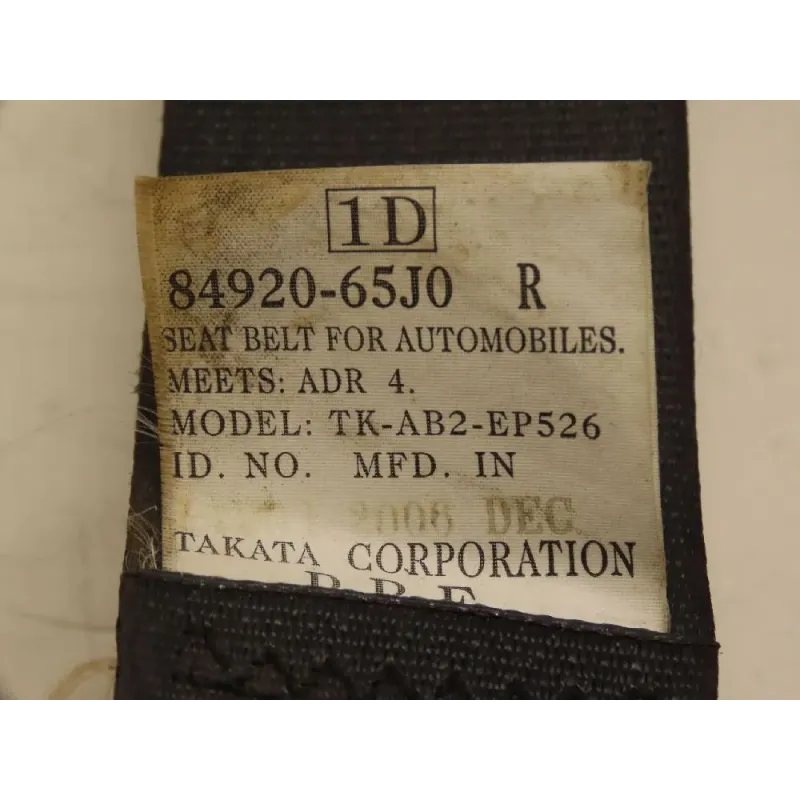 1D
84920-65J0 R
SEAT BELT FOR AUTOMOBILES.
MEETS: ADR 4.
MODEL: TK-AB2-EP526
ID. NO. MFD. IN
2006 DEC
TAKATA CORPORATION